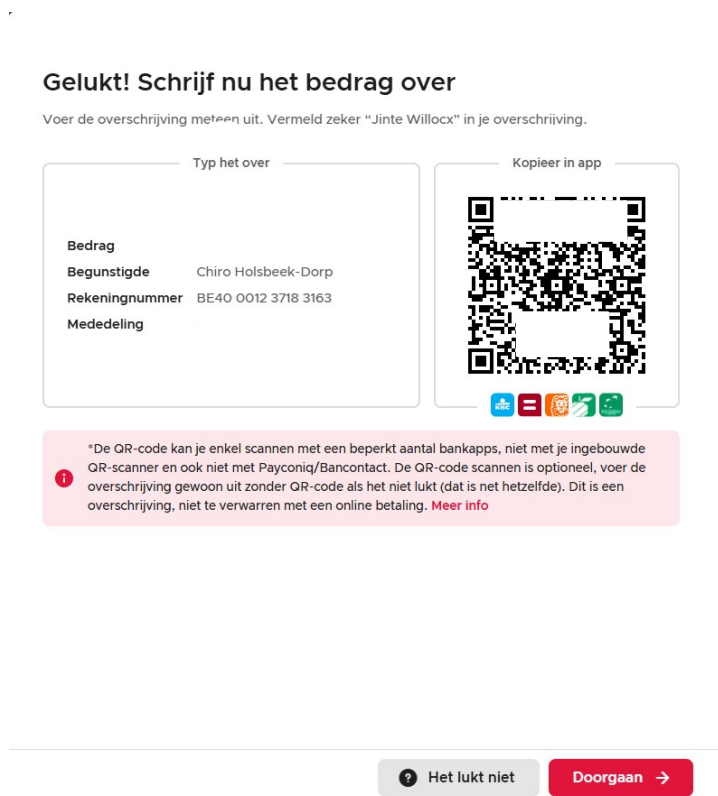 Gelukt! Schrijf nu het bedrag over
Voer de overschrijving meteen uit. Vermeld zeker “Jinte Willocx” in je overschrijving.
Typ het over
Bedrag
Begunstigde Chiro Holsbeek-Dorp
Rekeningnummer BE40 0012 3718 3163
Mededeling
Kopieer in app
KBC
*De QR-code kan je enkel scannen met een beperkt aantal bankapps, niet met je ingebouwde
QR-scanner en ook niet met Payconiq/Bancontact. De QR-code scannen is optioneel, voer de
overschrijving gewoon uit zonder QR-code als het niet lukt (dat is net hetzelfde). Dit is een
overschrijving, niet te verwarren met een online betaling. Meer info
Het lukt niet
Doorgaan